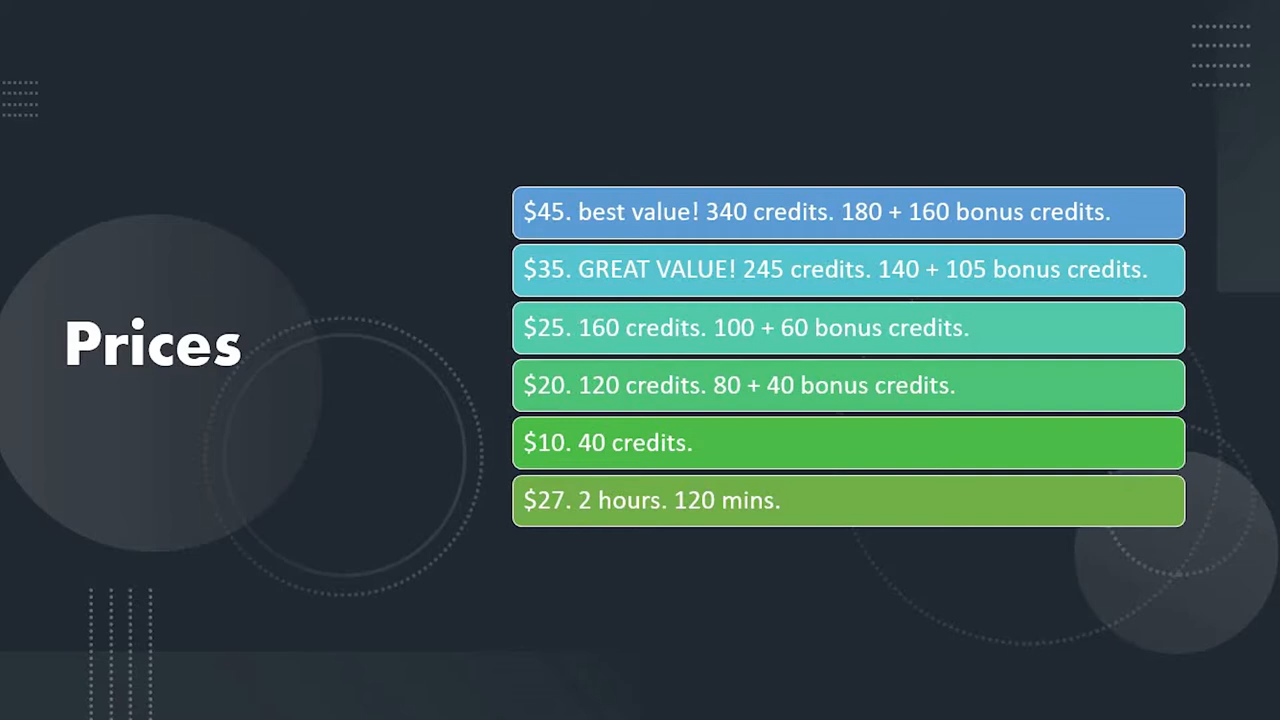 Prices
$45. best value! 340 credits. 180 + 160 bonus credits.
$35. GREAT VALUE! 245 credits. 140 + 105 bonus credits.
$25. 160 credits. 100 + 60 bonus credits.
$20. 120 credits. 80 + 40 bonus credits.
$10. 40 credits.
$27. 2 hours. 120 mins.